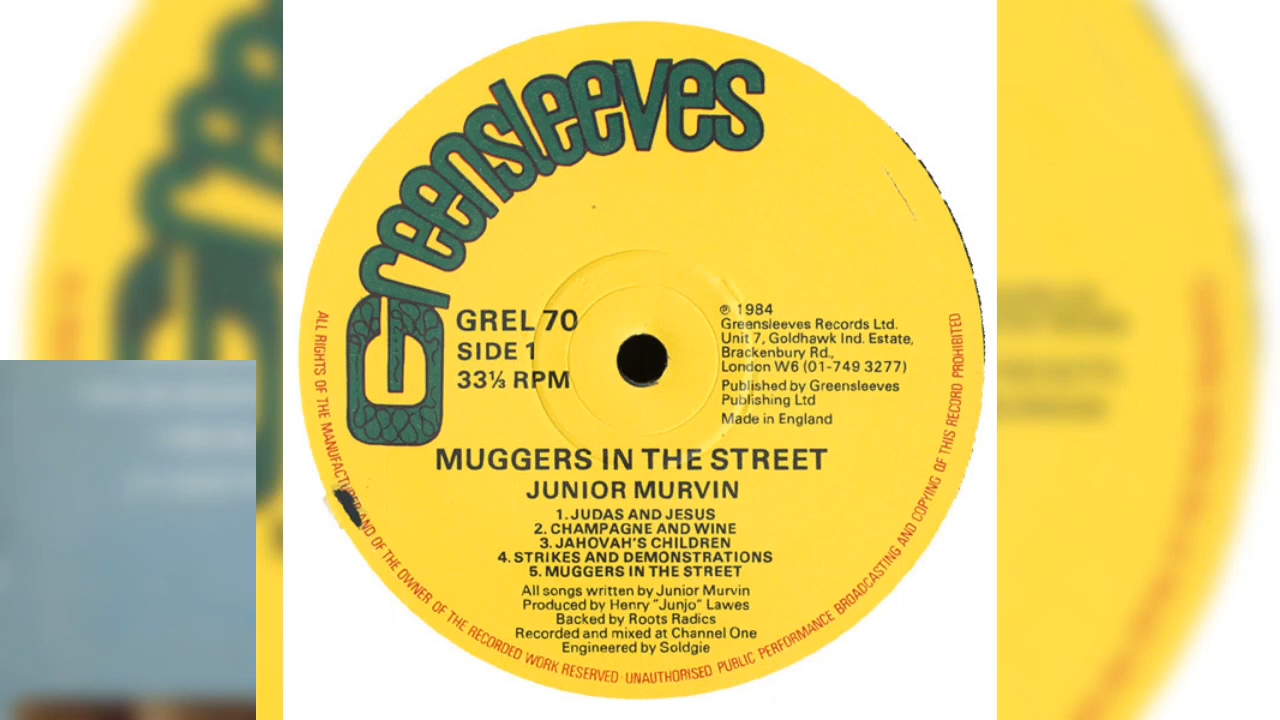 Greensleeves
GREL 70
SIDE 1
33⅓ RPM
℗ 1984
Greensleeves Records Ltd.
Unit 7, Goldhawk Ind. Estate,
Brackenbury Rd.,
London W6 (01-749 3277)
Published by Greensleeves
Publishing Ltd
Made in England
MUGGERS IN THE STREET
JUNIOR MURVIN
1. JUDAS AND JESUS
2. CHAMPAGNE AND WINE
3. JAHOVAH'S CHILDREN
4. STRIKES AND DEMONSTRATIONS
5. MUGGERS IN THE STREET
All songs written by Junior Murvin
Produced by Henry "Junjo" Lawes
Backed by Roots Radics
Recorded and mixed at Channel One
Engineered by Soldgie
ALL RIGHTS OF THE MANUFACTURER AND OF THE OWNER OF THE RECORDED WORK RESERVED · UNAUTHORISED PUBLIC PERFORMANCE BROADCASTING AND COPYING OF THIS RECORD PROHIBITED